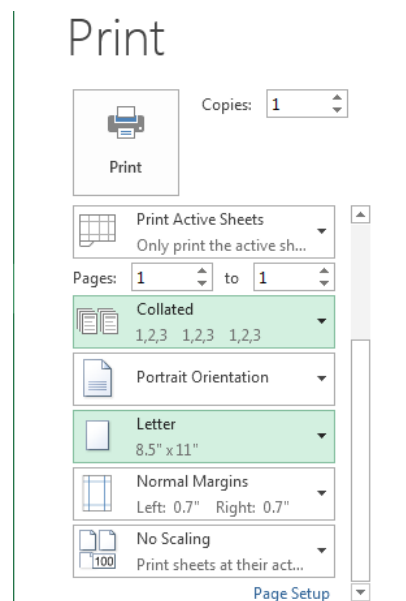 Print
Copies: 1
Print
Print Active Sheets
Only print the active sh...
Pages: 1 to 1
Collated
1,2,3 1,2,3 1,2,3
Portrait Orientation
Letter
8.5" x 11"
Normal Margins
Left: 0.7" Right: 0.7"
No Scaling
100
Print sheets at their act...
Page Setup